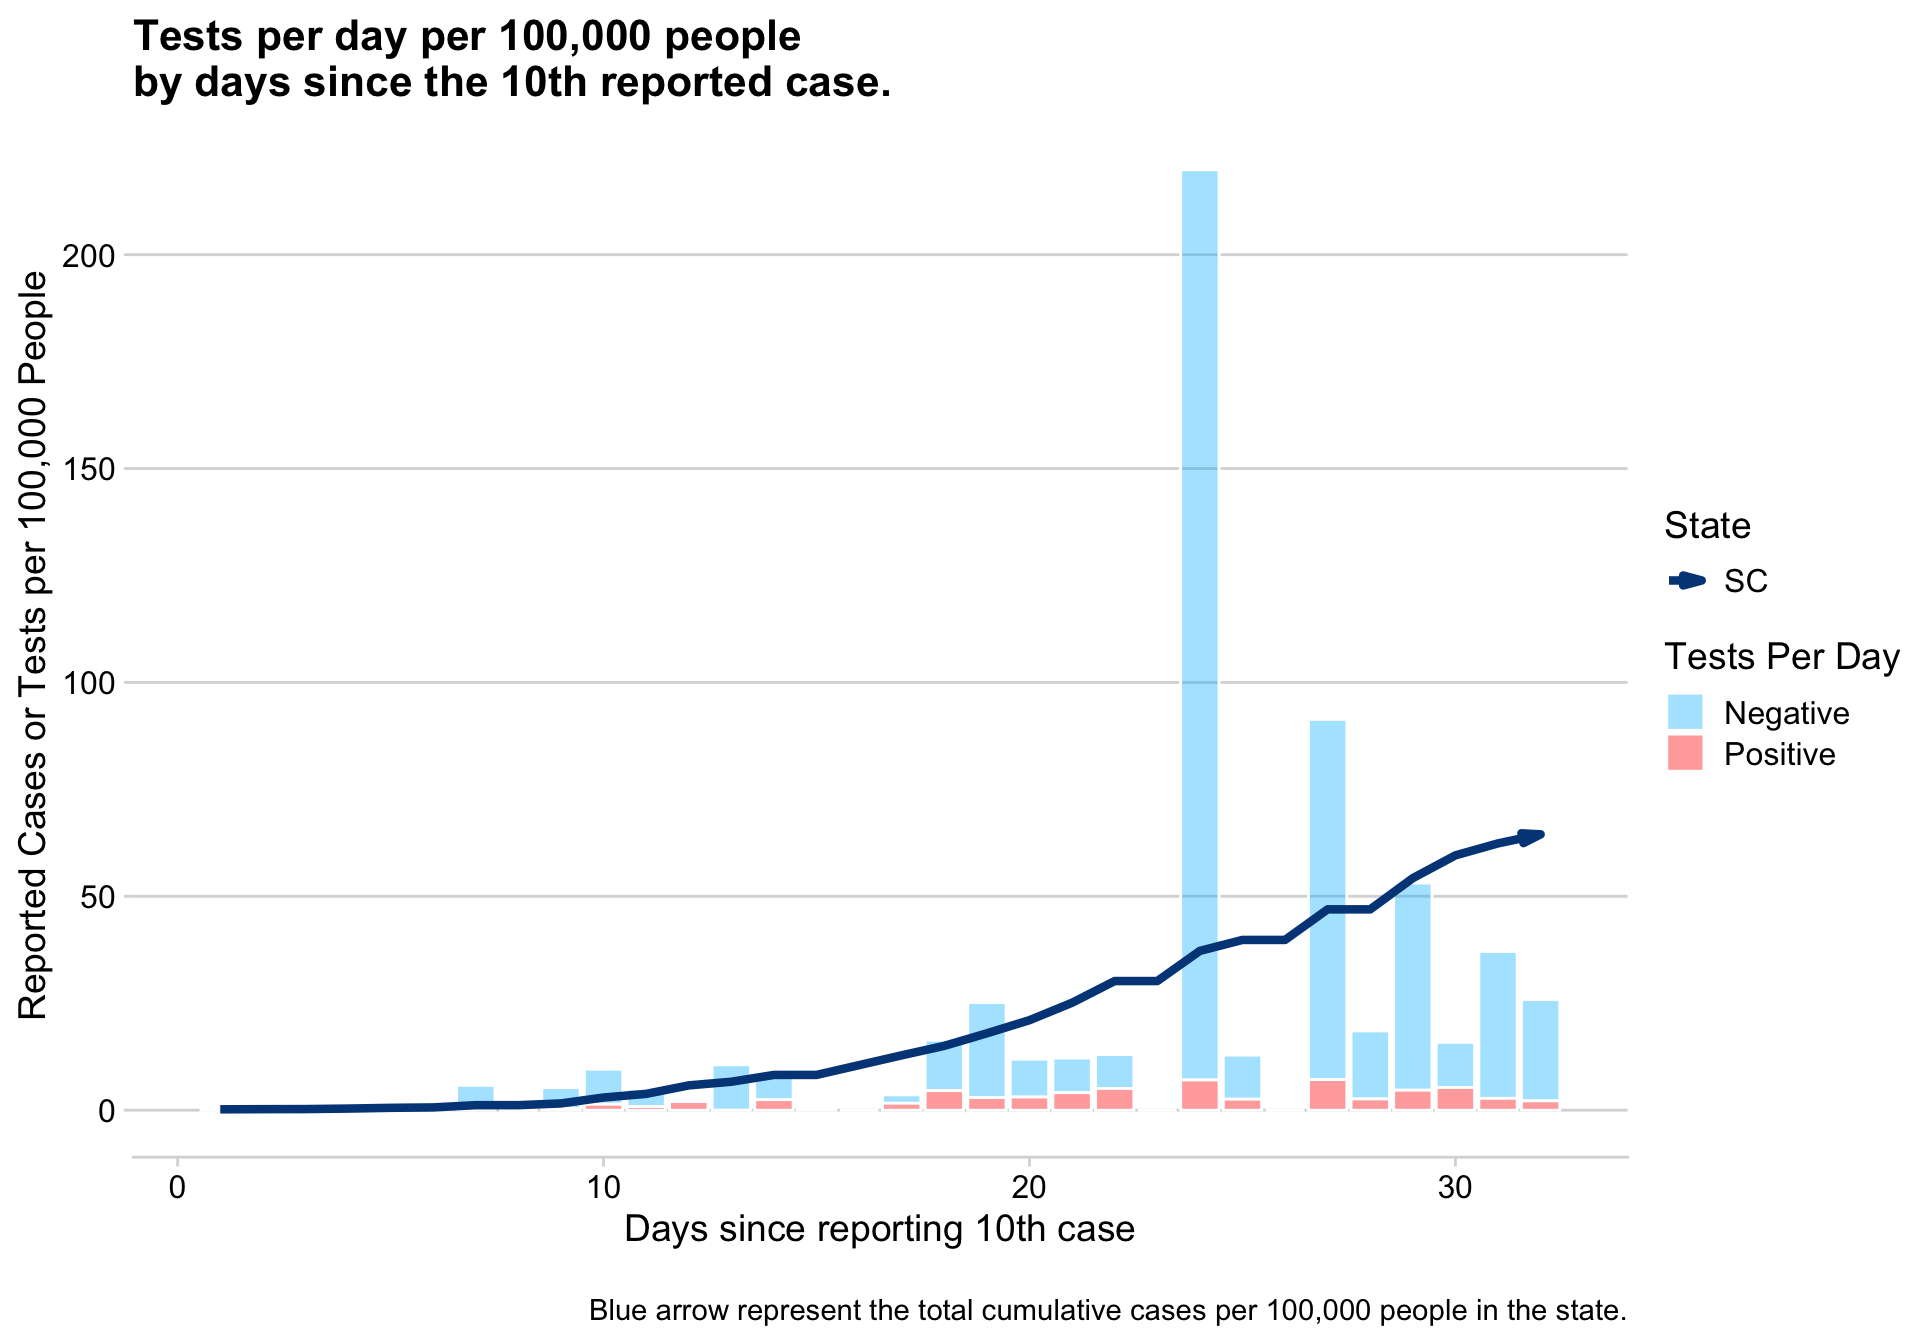 Tests per day per 100,000 people
by days since the 10th reported case.
Reported Cases or Tests per 100,000 People
200
150
100
50
0
0
10
20
30
Days since reporting 10th case
State
SC
Tests Per Day
Negative
Positive
Blue arrow represent the total cumulative cases per 100,000 people in the state.